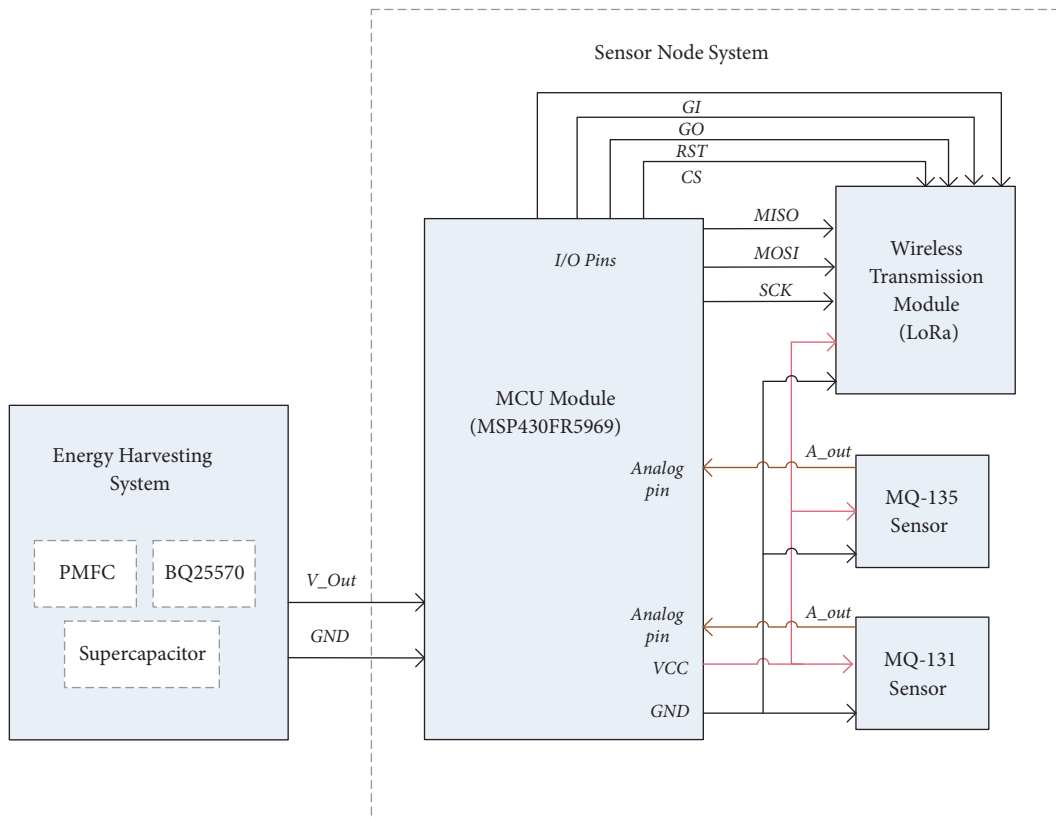 Sensor Node System
GI
GO
RST
CS
MISO
MOSI
SCK
I/O Pins
Wireless
Transmission
Module
(LoRa)
MCU Module
(MSP430FR5969)
Energy Harvesting
System
PMFC
BQ25570
Supercapacitor
V_Out
GND
Analog
pin
A_out
MQ-135
Sensor
Analog
pin
A_out
VCC
GND
MQ-131
Sensor